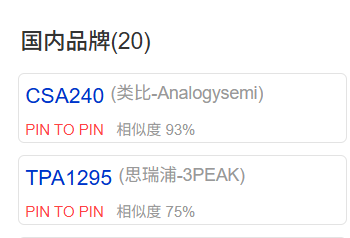 国内品牌(20)
CSA240 (类比-Analogysemi)
PIN TO PIN 相似度 93%
TPA1295 (思瑞浦-3PEAK)
PIN TO PIN 相似度 75%